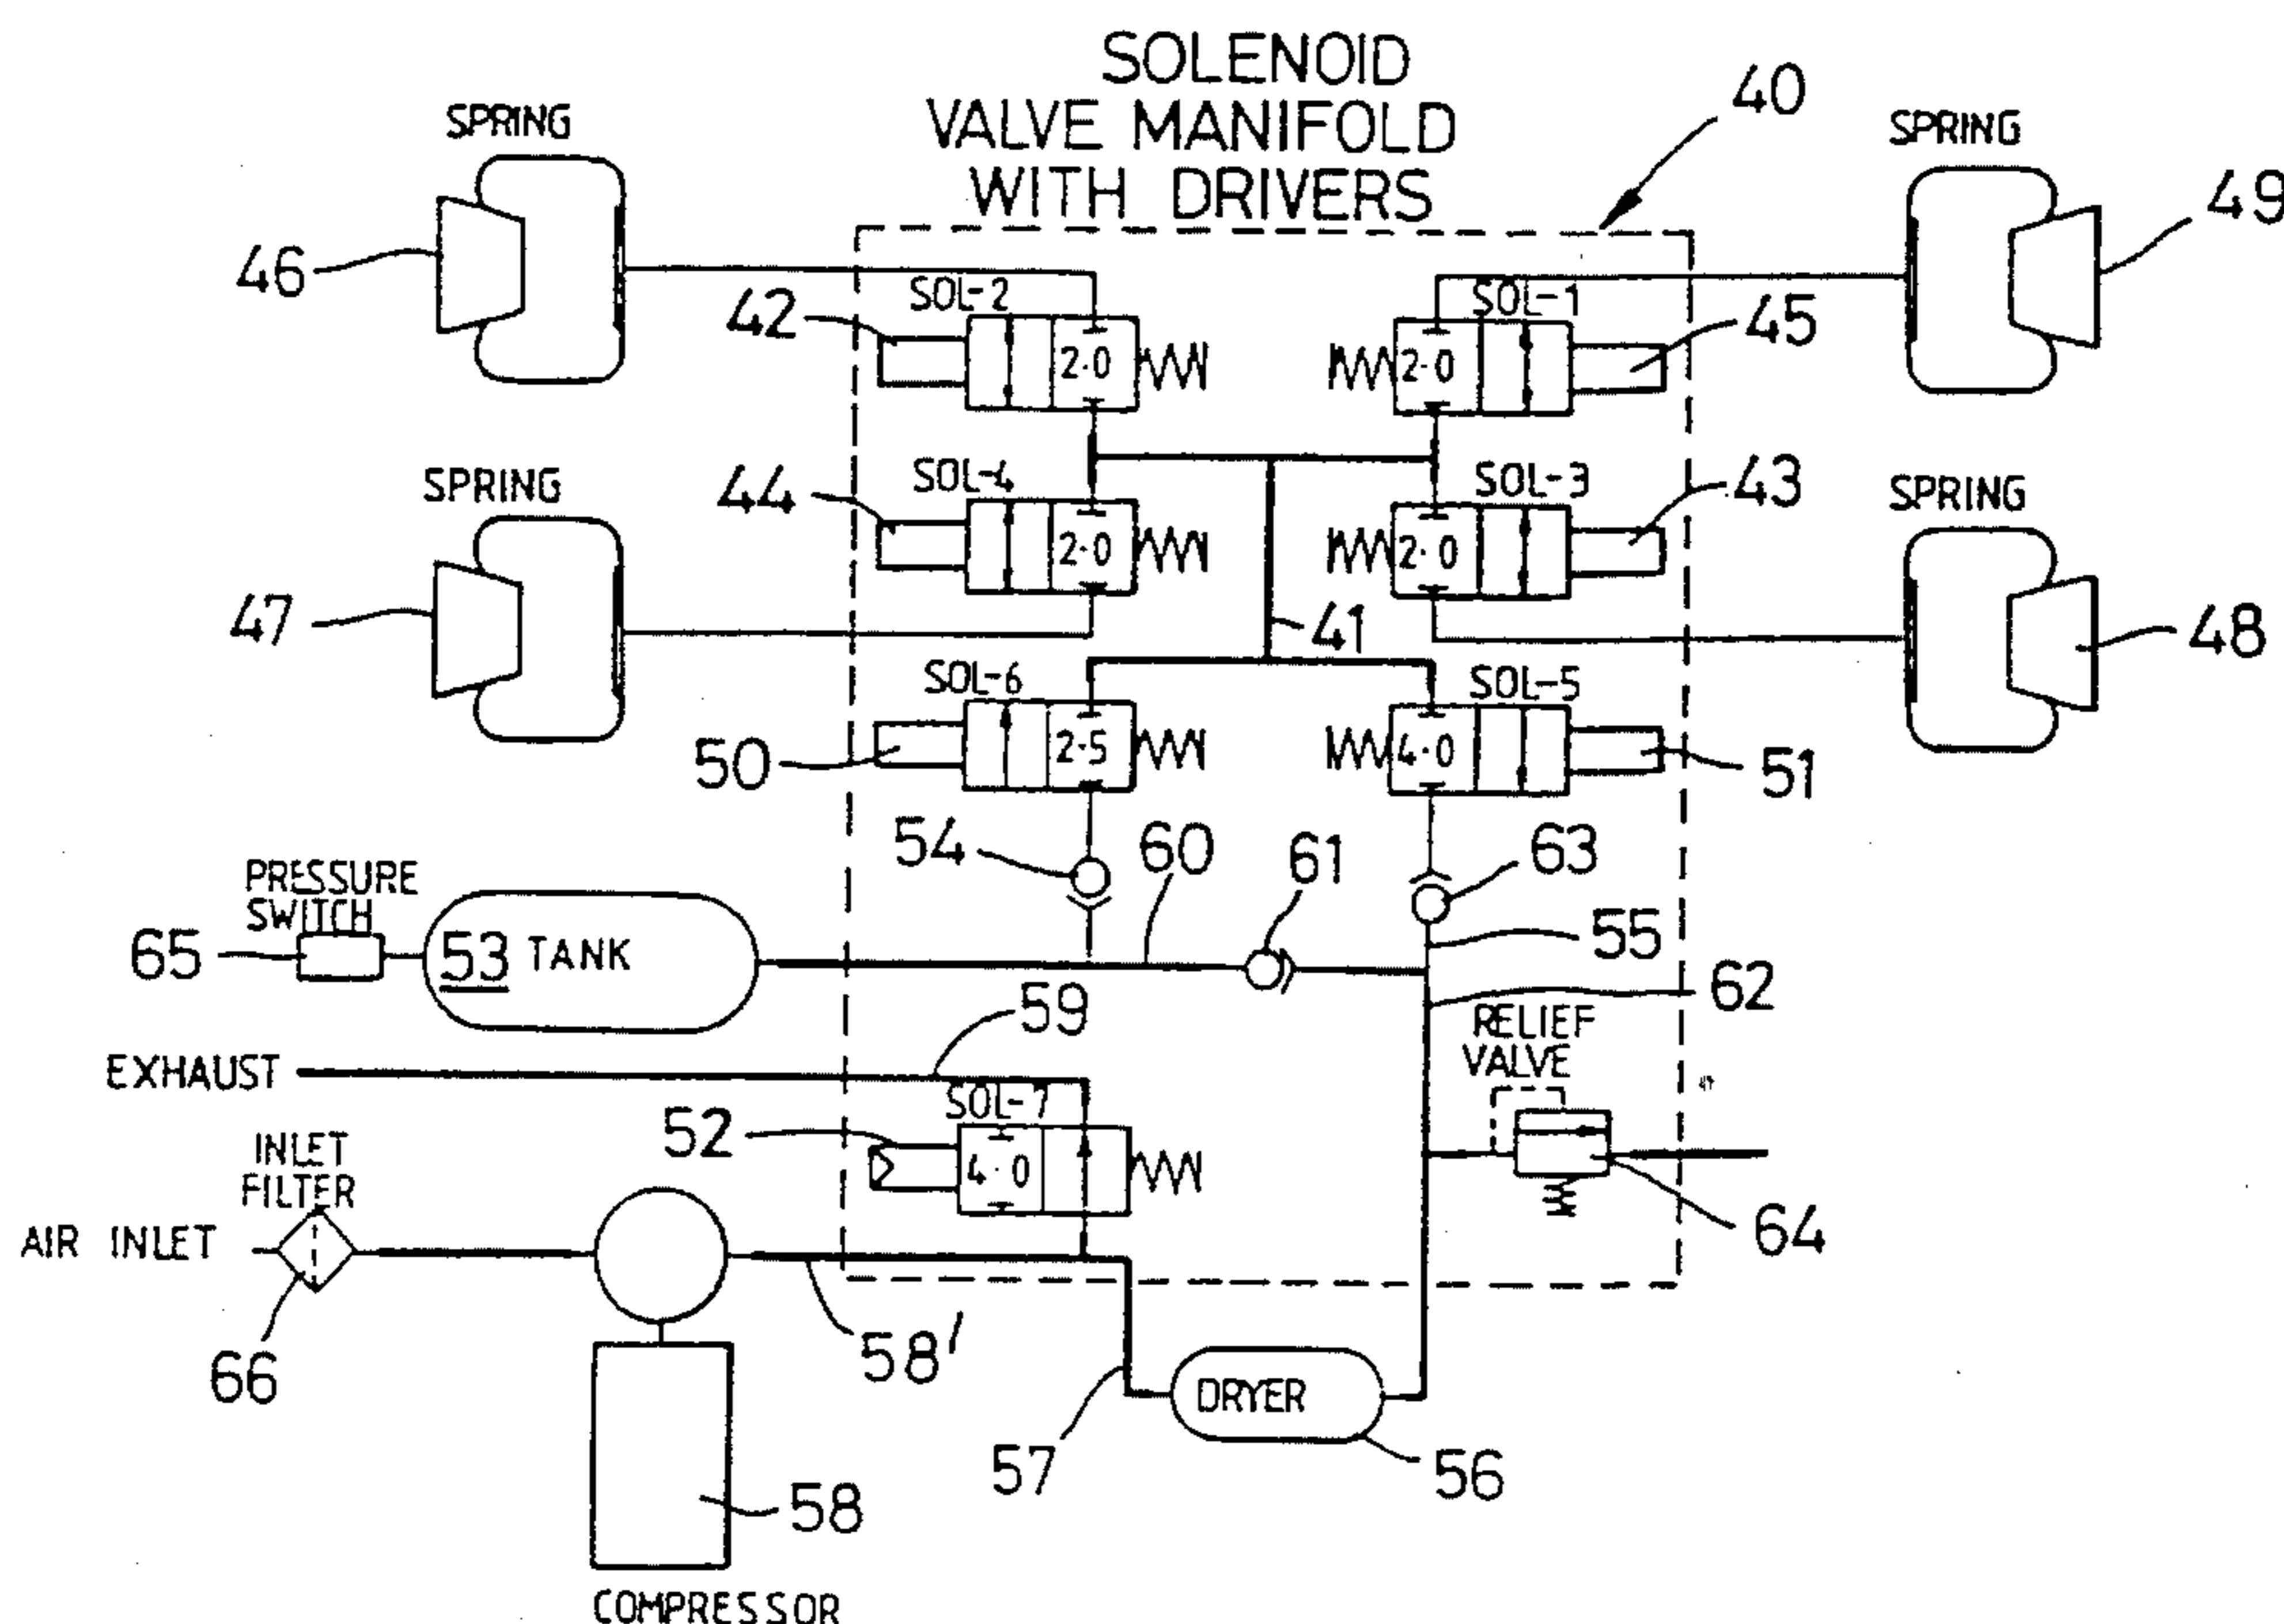 SOLENOID
VALVE MANIFOLD
WITH DRIVERS
40
SPRING
SPRING
49
46
SOL-2
42
2.0
SOL-1
2.0
45
SPRING
44
SOL-4
2.0
SOL-3
2.0
43
SPRING
47
41
48
SOL-6
50
2.5
SOL-5
4.0
51
54
60
61
63
PRESSURE
SWITCH
65
53 TANK
55
62
59
RELIEF
VALVE
EXHAUST
SOL-7
52
4.0
64
INLET
FILTER
AIR INLET
66
58'
DRYER
57
56
58
COMPRESSOR